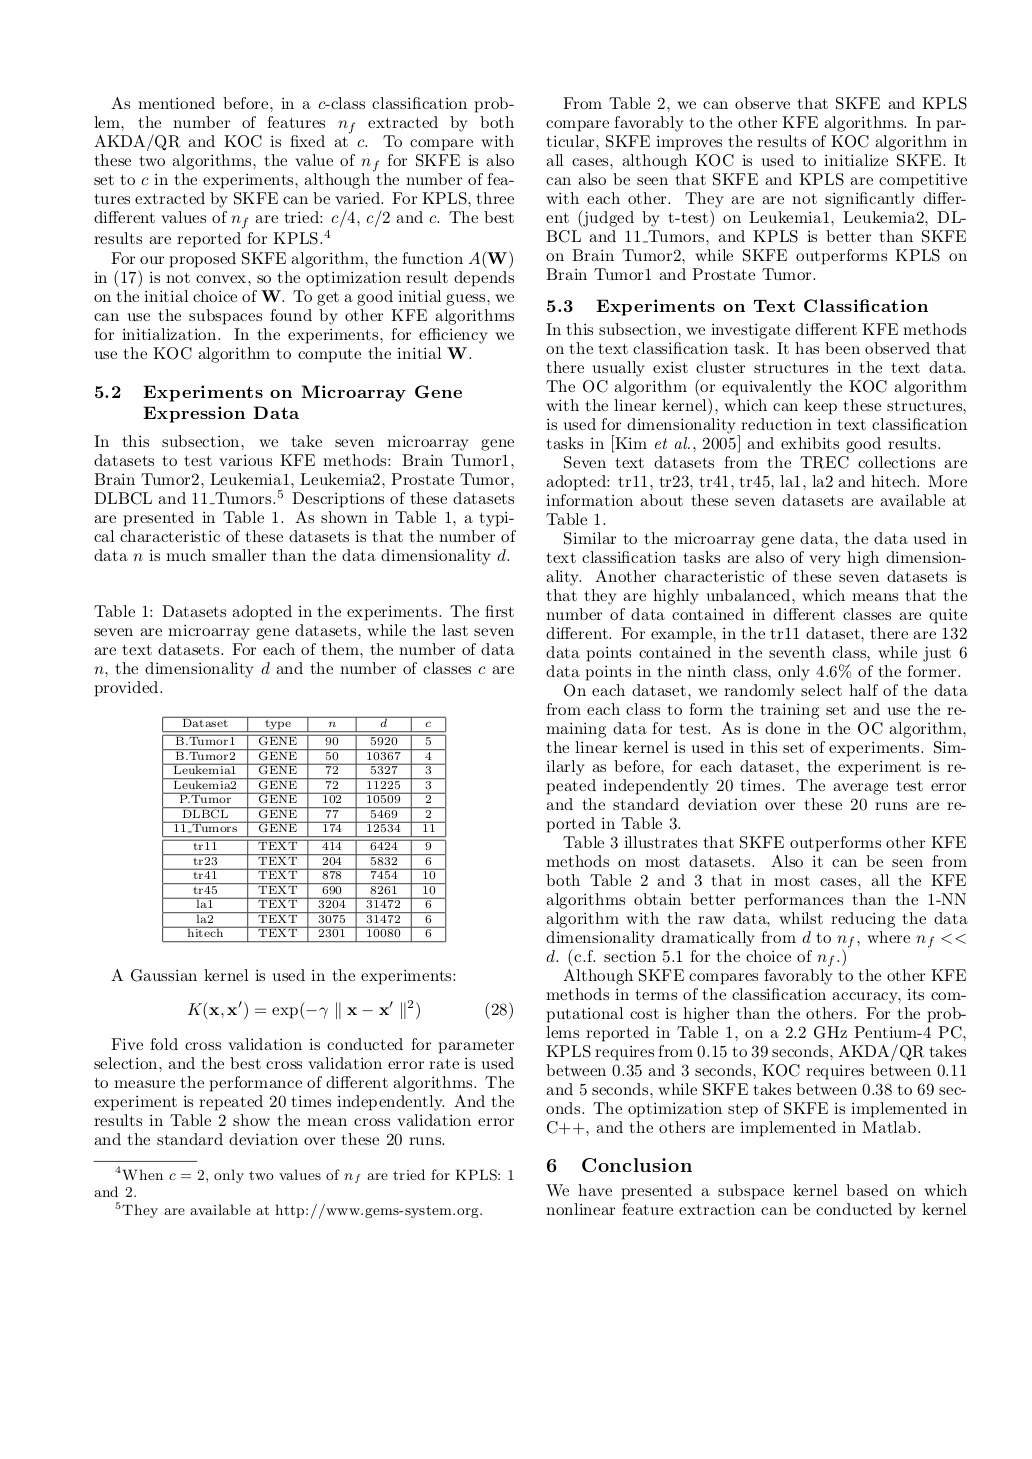 As mentioned before, in a c-class classification prob-
lem, the number of features n_f extracted by both
AKDA/QR and KOC is fixed at c. To compare with
these two algorithms, the value of n_f for SKFE is also
set to c in the experiments, although the number of fea-
tures extracted by SKFE can be varied. For KPLS, three
different values of n_f are tried: c/4, c/2 and c. The best
results are reported for KPLS.⁴
For our proposed SKFE algorithm, the function A(W)
in (17) is not convex, so the optimization result depends
on the initial choice of W. To get a good initial guess, we
can use the subspaces found by other KFE algorithms
for initialization. In the experiments, for efficiency we
use the KOC algorithm to compute the initial W.
5.2 Experiments on Microarray Gene
Expression Data
In this subsection, we take seven microarray gene
datasets to test various KFE methods: Brain Tumor1,
Brain Tumor2, Leukemia1, Leukemia2, Prostate Tumor,
DLBCL and 11_Tumors.⁵ Descriptions of these datasets
are presented in Table 1. As shown in Table 1, a typi-
cal characteristic of these datasets is that the number of
data n is much smaller than the data dimensionality d.
Table 1: Datasets adopted in the experiments. The first
seven are microarray gene datasets, while the last seven
are text datasets. For each of them, the number of data
n, the dimensionality d and the number of classes c are
provided.
Dataset type n d c
B.Tumor1 GENE 90 5920 5
B.Tumor2 GENE 50 10367 4
Leukemia1 GENE 72 5327 3
Leukemia2 GENE 72 11225 3
P.Tumor GENE 102 10509 2
DLBCL GENE 77 5469 2
11_Tumors GENE 174 12534 11
tr11 TEXT 414 6424 9
tr23 TEXT 204 5832 6
tr41 TEXT 878 7454 10
tr45 TEXT 690 8261 10
la1 TEXT 3204 31472 6
la2 TEXT 3075 31472 6
hitech TEXT 2301 10080 6
A Gaussian kernel is used in the experiments:
K(x, x′) = exp(−γ ‖ x − x′ ‖²) (28)
Five fold cross validation is conducted for parameter
selection, and the best cross validation error rate is used
to measure the performance of different algorithms. The
experiment is repeated 20 times independently. And the
results in Table 2 show the mean cross validation error
and the standard deviation over these 20 runs.
⁴When c = 2, only two values of n_f are tried for KPLS: 1
and 2.
⁵They are available at http://www.gems-system.org.
From Table 2, we can observe that SKFE and KPLS
compare favorably to the other KFE algorithms. In par-
ticular, SKFE improves the results of KOC algorithm in
all cases, although KOC is used to initialize SKFE. It
can also be seen that SKFE and KPLS are competitive
with each other. They are are not significantly differ-
ent (judged by t-test) on Leukemia1, Leukemia2, DL-
BCL and 11_Tumors, and KPLS is better than SKFE
on Brain Tumor2, while SKFE outperforms KPLS on
Brain Tumor1 and Prostate Tumor.
5.3 Experiments on Text Classification
In this subsection, we investigate different KFE methods
on the text classification task. It has been observed that
there usually exist cluster structures in the text data.
The OC algorithm (or equivalently the KOC algorithm
with the linear kernel), which can keep these structures,
is used for dimensionality reduction in text classification
tasks in [Kim et al., 2005] and exhibits good results.
Seven text datasets from the TREC collections are
adopted: tr11, tr23, tr41, tr45, la1, la2 and hitech. More
information about these seven datasets are available at
Table 1.
Similar to the microarray gene data, the data used in
text classification tasks are also of very high dimension-
ality. Another characteristic of these seven datasets is
that they are highly unbalanced, which means that the
number of data contained in different classes are quite
different. For example, in the tr11 dataset, there are 132
data points contained in the seventh class, while just 6
data points in the ninth class, only 4.6% of the former.
On each dataset, we randomly select half of the data
from each class to form the training set and use the re-
maining data for test. As is done in the OC algorithm,
the linear kernel is used in this set of experiments. Sim-
ilarly as before, for each dataset, the experiment is re-
peated independently 20 times. The average test error
and the standard deviation over these 20 runs are re-
ported in Table 3.
Table 3 illustrates that SKFE outperforms other KFE
methods on most datasets. Also it can be seen from
both Table 2 and 3 that in most cases, all the KFE
algorithms obtain better performances than the 1-NN
algorithm with the raw data, whilst reducing the data
dimensionality dramatically from d to n_f, where n_f <<
d. (c.f. section 5.1 for the choice of n_f.)
Although SKFE compares favorably to the other KFE
methods in terms of the classification accuracy, its com-
putational cost is higher than the others. For the prob-
lems reported in Table 1, on a 2.2 GHz Pentium-4 PC,
KPLS requires from 0.15 to 39 seconds, AKDA/QR takes
between 0.35 and 3 seconds, KOC requires between 0.11
and 5 seconds, while SKFE takes between 0.38 to 69 sec-
onds. The optimization step of SKFE is implemented in
C++, and the others are implemented in Matlab.
6 Conclusion
We have presented a subspace kernel based on which
nonlinear feature extraction can be conducted by kernel